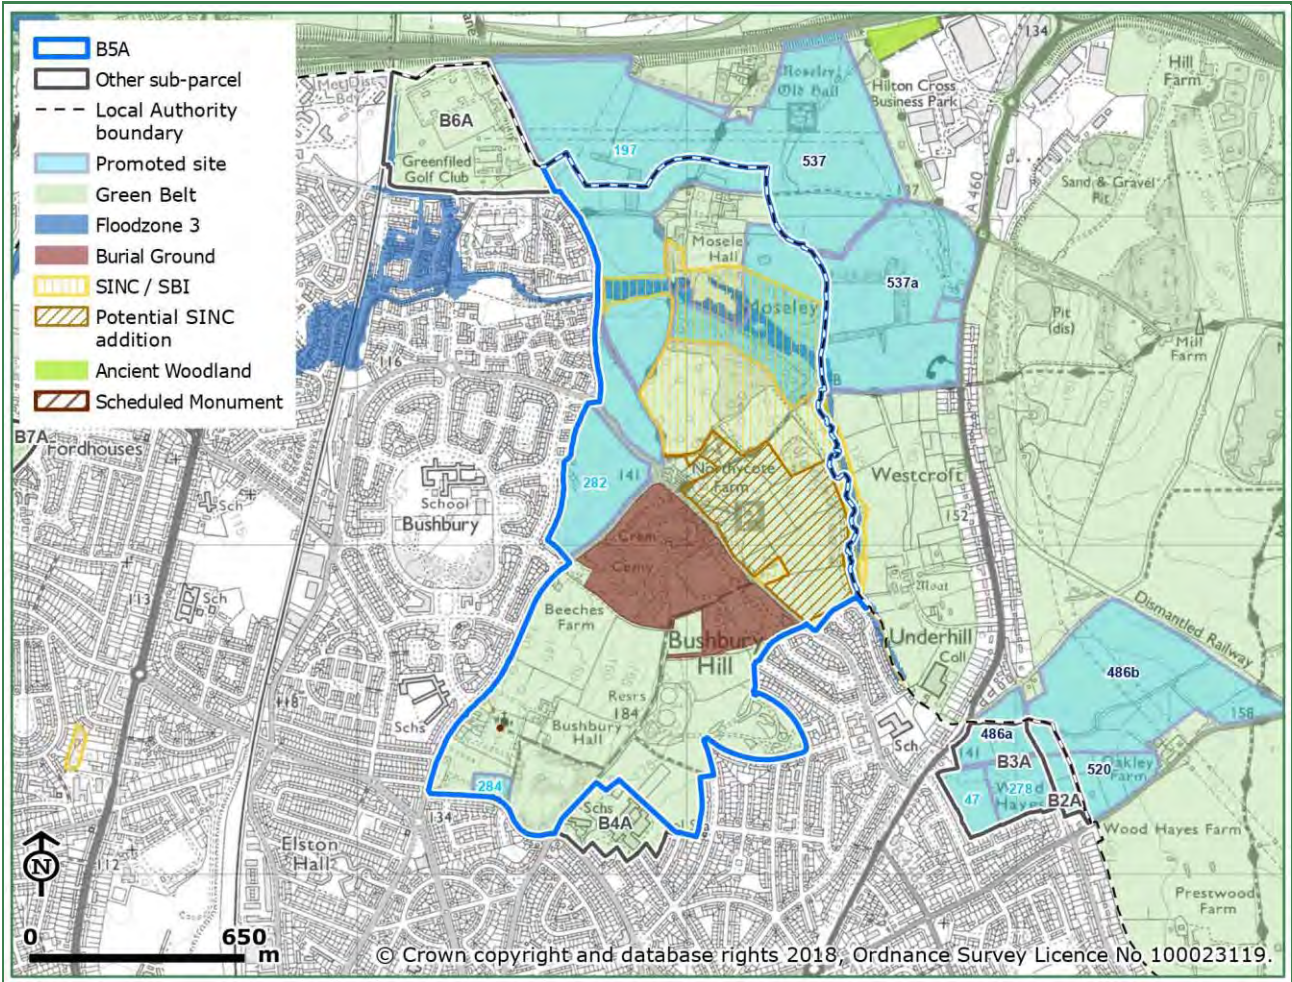 B5A
Other sub-parcel
Local Authority
boundary
Promoted site
Green Belt
Floodzone 3
Burial Ground
SINC / SBI
Potential SINC
addition
Ancient Woodland
Scheduled Monument
134
Hill
Farm
Moseley
Old Hall
Hilton Cross
Business Park
B6A
197
537
Greenfiled
Golf Club
A 460
Sand & Gravel
Pit
Moseley
Hall
537a
Moseley
Pit
(dis)
Mill
Farm
116
B7A
Fordhouses
Sch
School
Bushbury
282
141
Northycote
Farm
Westcroft
152
Crem
Cemy
Moat
113
Sch
Beeches
Farm
Bushbury
Hill
Underhill
Coll
Dismantled Railway
486b
158
118
Schs
Resrs
184
Bushbury
Hall
Sch
486a
141
B3A
520
Oakley
Farm
284
47
278
Wood
Hayes
B2A
134
Schs
B4A
Wood Hayes Farm
Elston
Hall
112
Prestwood
Farm
N
0
650
m
© Crown copyright and database rights 2018, Ordnance Survey Licence No 100023119.